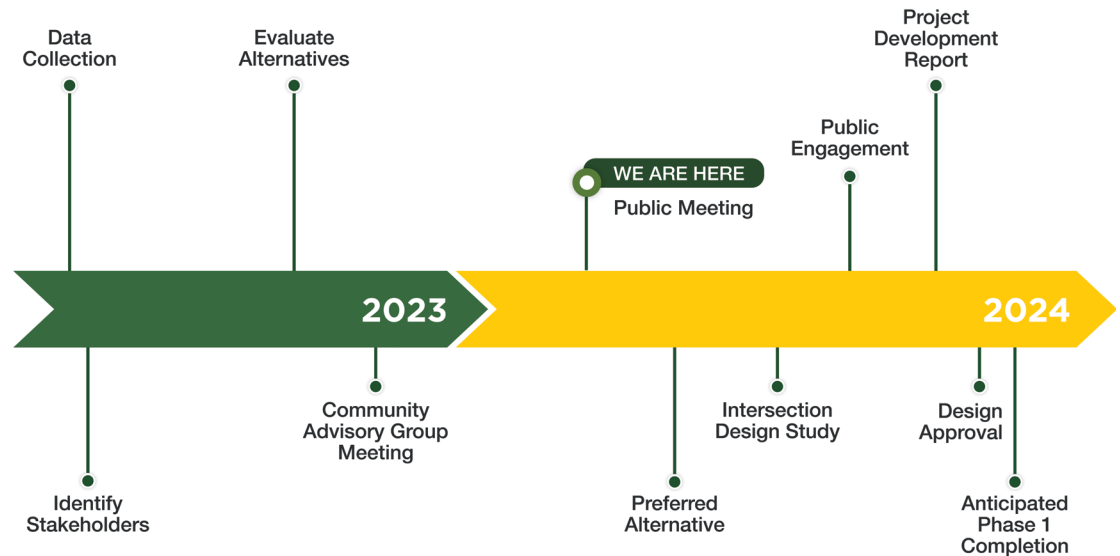 Data
Collection
Evaluate
Alternatives
Project
Development
Report
Public
Engagement
WE ARE HERE
Public Meeting
2023
2024
Community
Advisory Group
Meeting
Intersection
Design Study
Design
Approval
Identify
Stakeholders
Preferred
Alternative
Anticipated
Phase 1
Completion